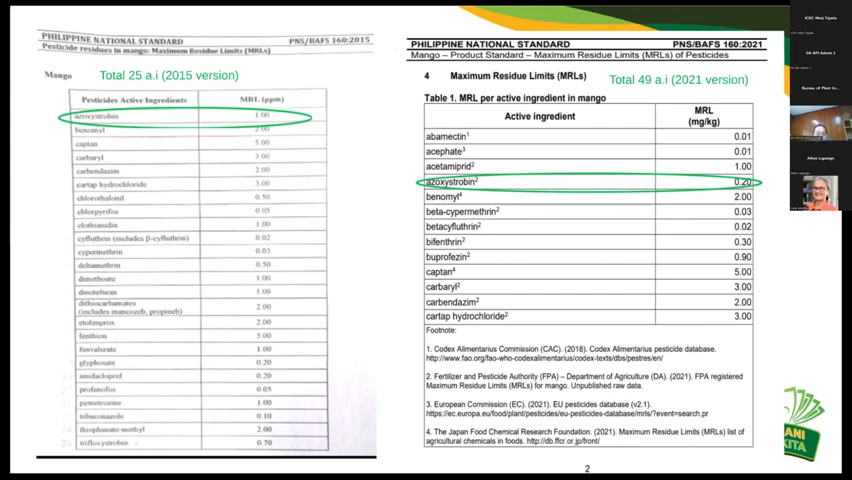 PHILIPPINE NATIONAL STANDARD PNS/BAFS 160:2015
Pesticide residues in mango: Maximum Residue Limits (MRLs)
Mango Total 25 a.i (2015 version)
Pesticides Active Ingredients MRL (ppm)
azoxystrobin 1.00
benomyl 2.00
captan 5.00
carbaryl 3.00
carbendazim 2.00
cartap hydrochloride 3.00
chlorothalonil 0.50
chlorpyrifos 0.05
clothianidin 1.00
cyfluthrin (includes β-cyfluthrin) 0.02
cypermethrin 0.03
deltamethrin 0.50
dimethoate 1.00
dinotefuran 1.00
dithiocarbamates
(includes mancozeb, propineb) 2.00
etofenprox 2.00
fenthion 5.00
fenvalerate 1.00
glyphosate 0.20
imidacloprid 0.20
profenofos 0.05
pymetrozine 1.00
tebuconazole 0.10
thiophanate-methyl 2.00
trifloxystrobin 0.70
PHILIPPINE NATIONAL STANDARD PNS/BAFS 160:2021
Mango – Product Standard – Maximum Residue Limits (MRLs) of Pesticides
4 Maximum Residue Limits (MRLs) Total 49 a.i (2021 version)
Table 1. MRL per active ingredient in mango
Active ingredient MRL
(mg/kg)
abamectin¹ 0.01
acephate³ 0.01
acetamiprid² 1.00
azoxystrobin² 0.20
benomyl⁴ 2.00
beta-cypermethrin² 0.03
betacyfluthrin² 0.02
bifenthrin² 0.30
buprofezin² 0.90
captan⁴ 5.00
carbaryl² 3.00
carbendazim² 2.00
cartap hydrochloride² 3.00
Footnote:
1. Codex Alimentarius Commission (CAC). (2018). Codex Alimentarius pesticide database.
http://www.fao.org/fao-who-codexalimentarius/codex-texts/dbs/pestres/en/
2. Fertilizer and Pesticide Authority (FPA) – Department of Agriculture (DA). (2021). FPA registered
Maximum Residue Limits (MRLs) for mango. Unpublished raw data.
3. European Commission (EC). (2021). EU pesticide database (v2.1).
https://ec.europa.eu/food/plant/pesticides/eu-pesticides-database/mrls/?event=search.pr
4. The Japan Food Chemical Research Foundation. (2021). Maximum Residue Limits (MRLs) list of
agricultural chemicals in foods. http://db.ffcr.or.jp/front/
2
DA-BPI Admin 2
Bureau of Plant In...
ANI
KITA